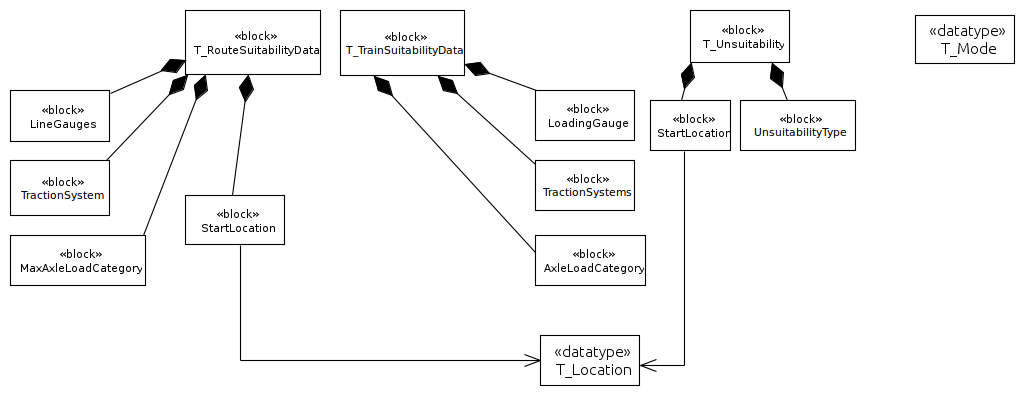 «block»
T_RouteSuitabilityData
«block»
T_TrainSuitabilityData
«block»
T_Unsuitability
«datatype»
T_Mode
«block»
LineGauges
«block»
LoadingGauge
«block»
StartLocation
«block»
UnsuitabilityType
«block»
TractionSystem
«block»
TractionSystems
«block»
StartLocation
«block»
MaxAxleLoadCategory
«block»
AxleLoadCategory
«datatype»
T_Location